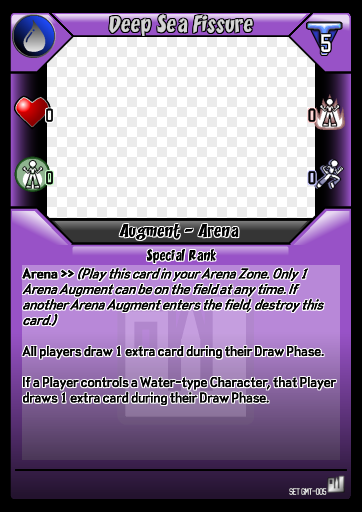 Deep Sea Fissure
5
0
0
0
0
Augment - Arena
Special Rank
Arena >> (Play this card in your Arena Zone. Only 1
Arena Augment can be on the field at any time. If
another Arena Augment enters the field, destroy this
card.)
All players draw 1 extra card during their Draw Phase.
If a Player controls a Water-type Character, that Player
draws 1 extra card during their Draw Phase.
SET GMT-005